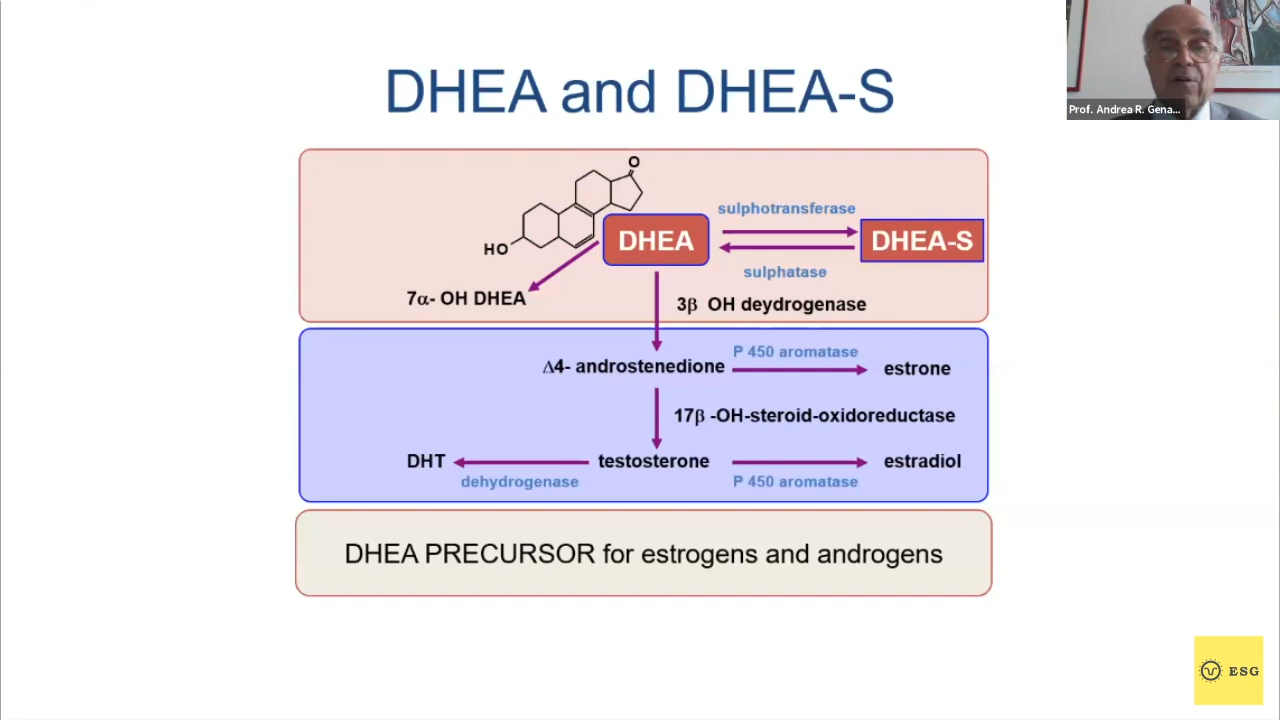 DHEA and DHEA-S
Prof. Andrea R. Gena...
O
HO
DHEA
sulphotransferase
DHEA-S
sulphatase
7α- OH DHEA
3β OH deydrogenase
Δ4- androstenedione
P 450 aromatase
estrone
17β -OH-steroid-oxidoreductase
DHT
testosterone
estradiol
dehydrogenase
P 450 aromatase
DHEA PRECURSOR for estrogens and androgens
ESG